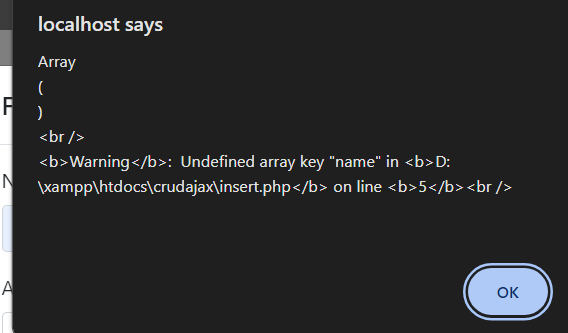 localhost says
Array
(
)
<br />
<b>Warning</b>:  Undefined array key "name" in <b>D:
\xampp\htdocs\crudajax\insert.php</b> on line <b>5</b><br />
OK